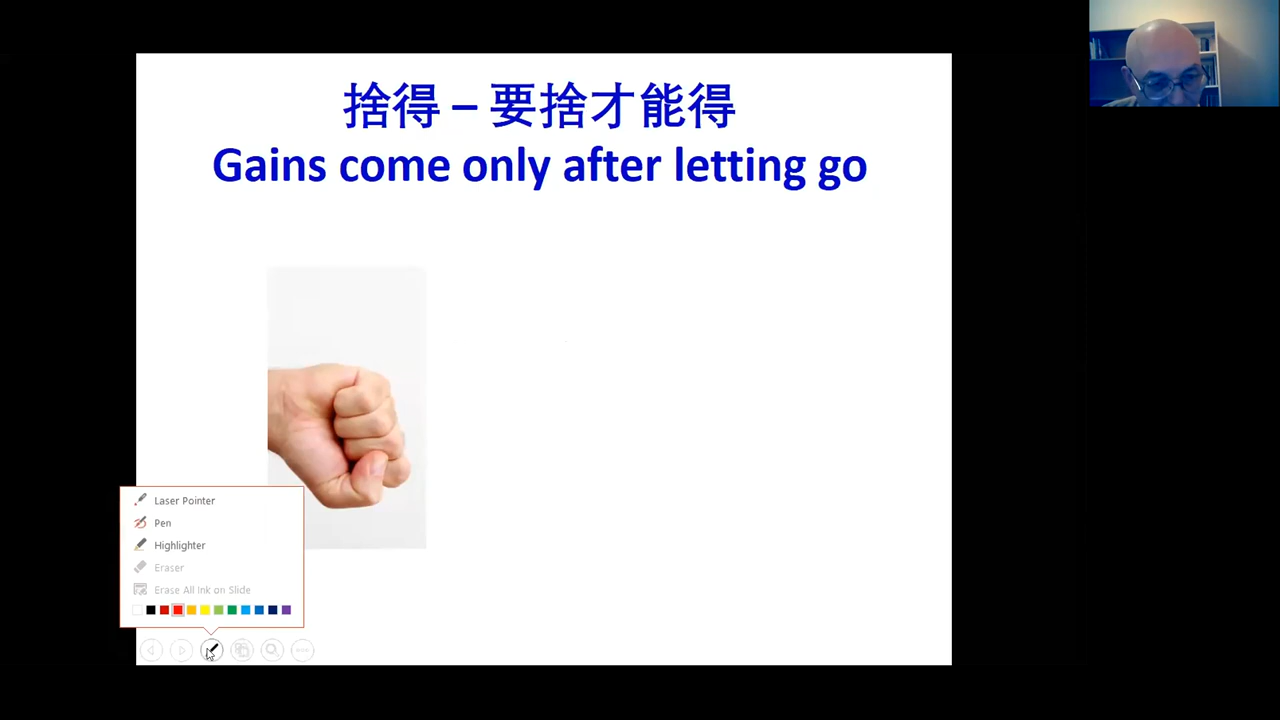 捨得 – 要捨才能得
Gains come only after letting go
Laser Pointer
Pen
Highlighter
Eraser
Erase All Ink on Slide